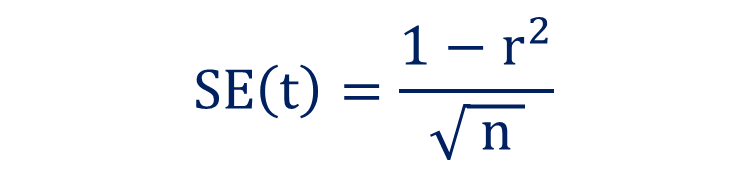 SE(t) = (1 − r²) / √n